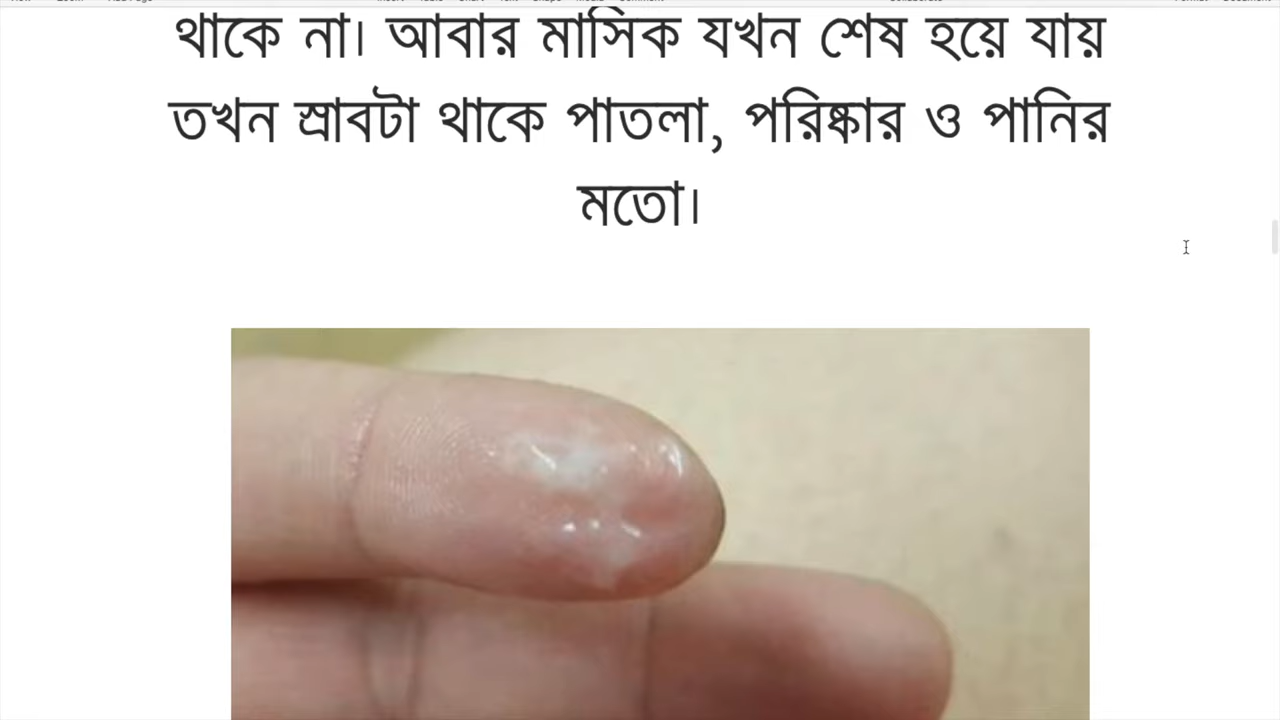 থাকে না। আবার মাসিক যখন শেষ হয়ে যায়
তখন স্রাবটা থাকে পাতলা, পরিষ্কার ও পানির
মতো।